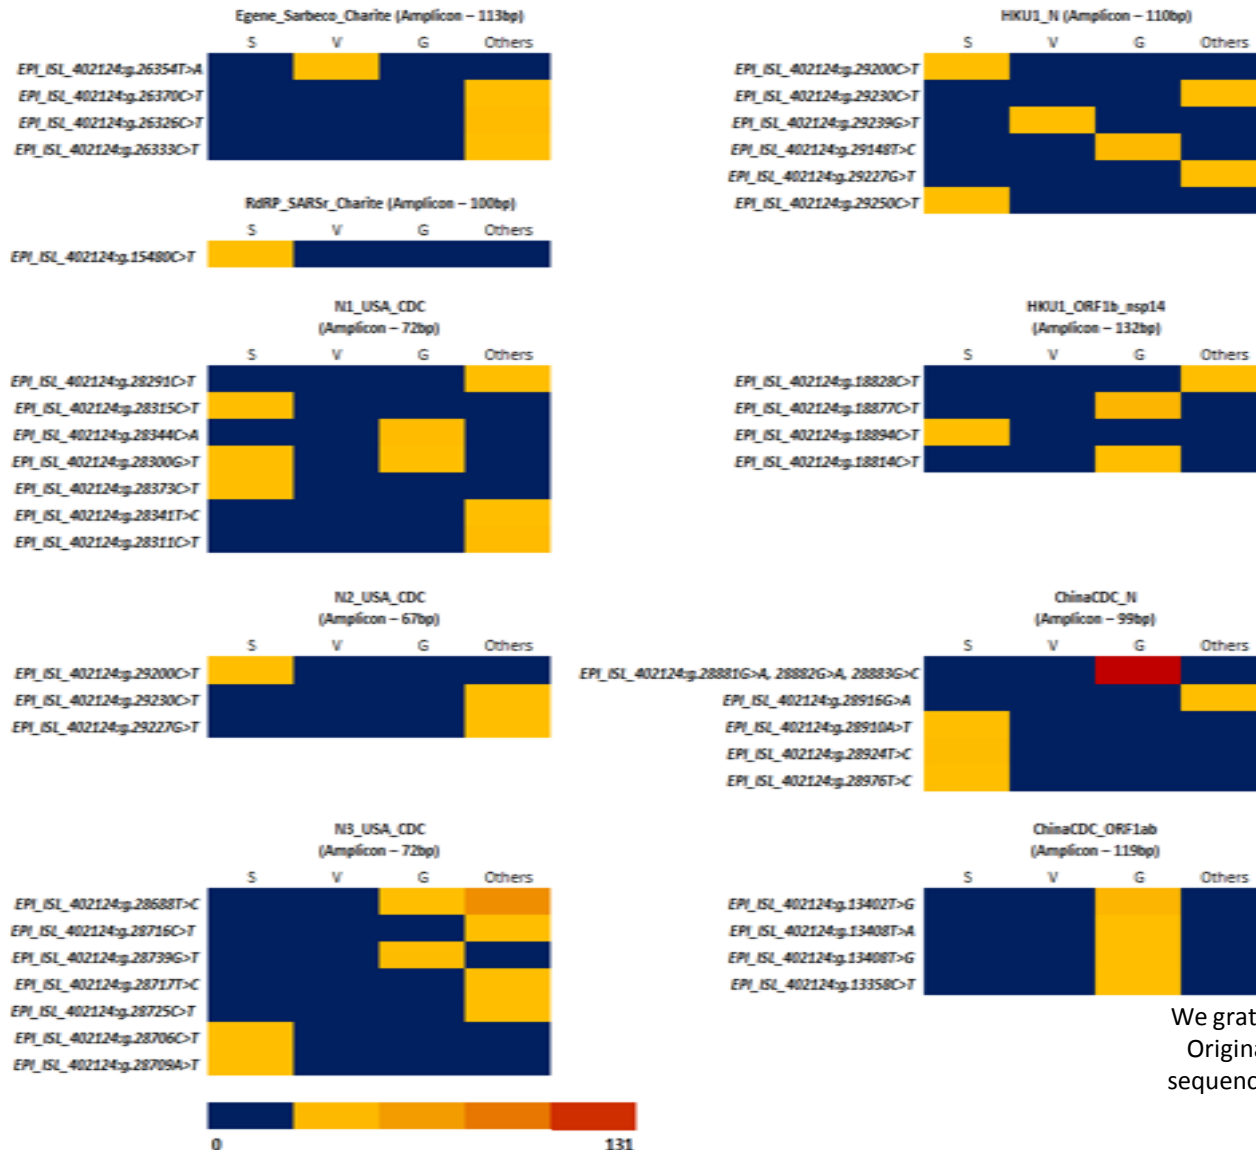 Egene_Sarbeco_Charite (Amplicon – 113bp)
S V G Others
EPI_ISL_402124:g.26354T>A
EPI_ISL_402124:g.26370C>T
EPI_ISL_402124:g.26326C>T
EPI_ISL_402124:g.26333C>T
RdRP_SARSr_Charite (Amplicon – 100bp)
S V G Others
EPI_ISL_402124:g.15480C>T
N1_USA_CDC
(Amplicon – 72bp)
S V G Others
EPI_ISL_402124:g.28291C>T
EPI_ISL_402124:g.28315C>T
EPI_ISL_402124:g.28344C>A
EPI_ISL_402124:g.28300G>T
EPI_ISL_402124:g.28373C>T
EPI_ISL_402124:g.28341T>C
EPI_ISL_402124:g.28311C>T
N2_USA_CDC
(Amplicon – 67bp)
S V G Others
EPI_ISL_402124:g.29200C>T
EPI_ISL_402124:g.29230C>T
EPI_ISL_402124:g.29227G>T
N3_USA_CDC
(Amplicon – 72bp)
S V G Others
EPI_ISL_402124:g.28688T>C
EPI_ISL_402124:g.28716C>T
EPI_ISL_402124:g.28739G>T
EPI_ISL_402124:g.28717T>C
EPI_ISL_402124:g.28725C>T
EPI_ISL_402124:g.28706C>T
EPI_ISL_402124:g.28709A>T
0 131
HKU1_N (Amplicon – 110bp)
S V G Others
EPI_ISL_402124:g.29200C>T
EPI_ISL_402124:g.29230C>T
EPI_ISL_402124:g.29239G>T
EPI_ISL_402124:g.29148T>C
EPI_ISL_402124:g.29227G>T
EPI_ISL_402124:g.29250C>T
HKU1_ORF1b_nsp14
(Amplicon – 132bp)
S V G Others
EPI_ISL_402124:g.18828C>T
EPI_ISL_402124:g.18877C>T
EPI_ISL_402124:g.18894C>T
EPI_ISL_402124:g.18814C>T
ChinaCDC_N
(Amplicon – 99bp)
S V G Others
EPI_ISL_402124:g.28881G>A, 28882G>A, 28883G>C
EPI_ISL_402124:g.28916G>A
EPI_ISL_402124:g.28910A>T
EPI_ISL_402124:g.28924T>C
EPI_ISL_402124:g.28976T>C
ChinaCDC_ORF1ab
(Amplicon – 119bp)
S V G Others
EPI_ISL_402124:g.13402T>G
EPI_ISL_402124:g.13408T>A
EPI_ISL_402124:g.13408T>G
EPI_ISL_402124:g.13358C>T
We grat
Origina
sequenc